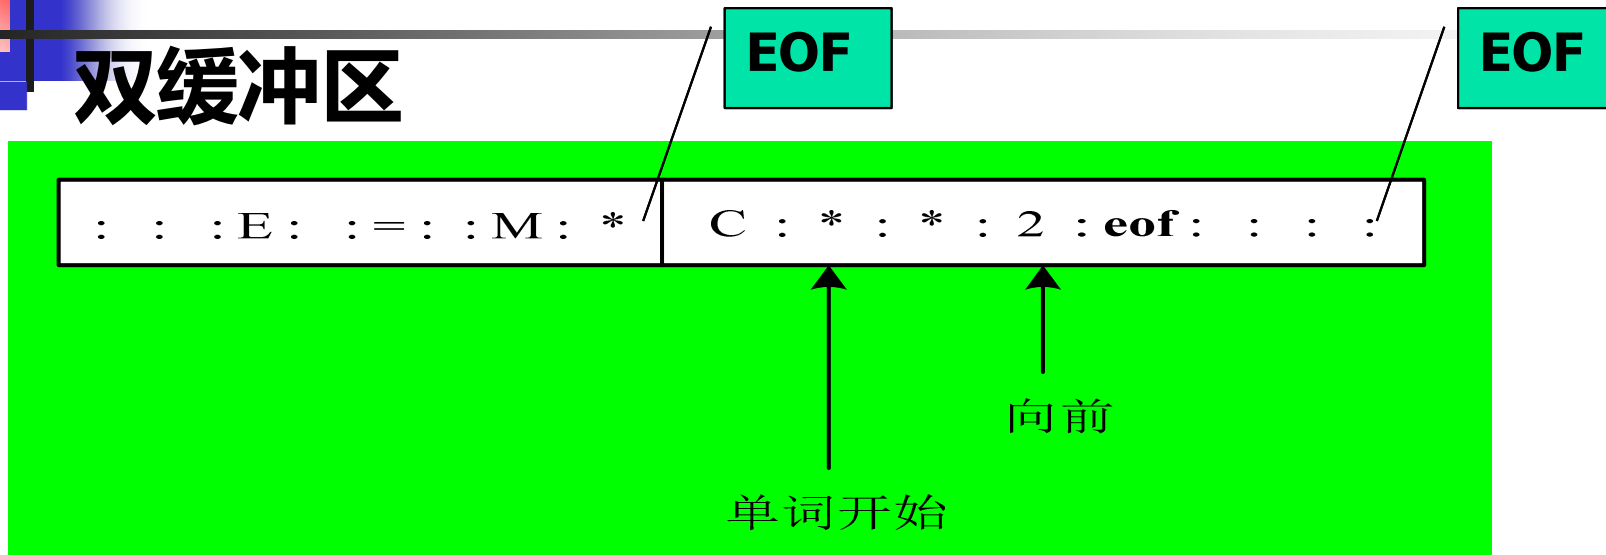 EOF EOF
双缓冲区
: : : E : : = : : M : * C : * : * : 2 : eof : : : :
向前
单词开始